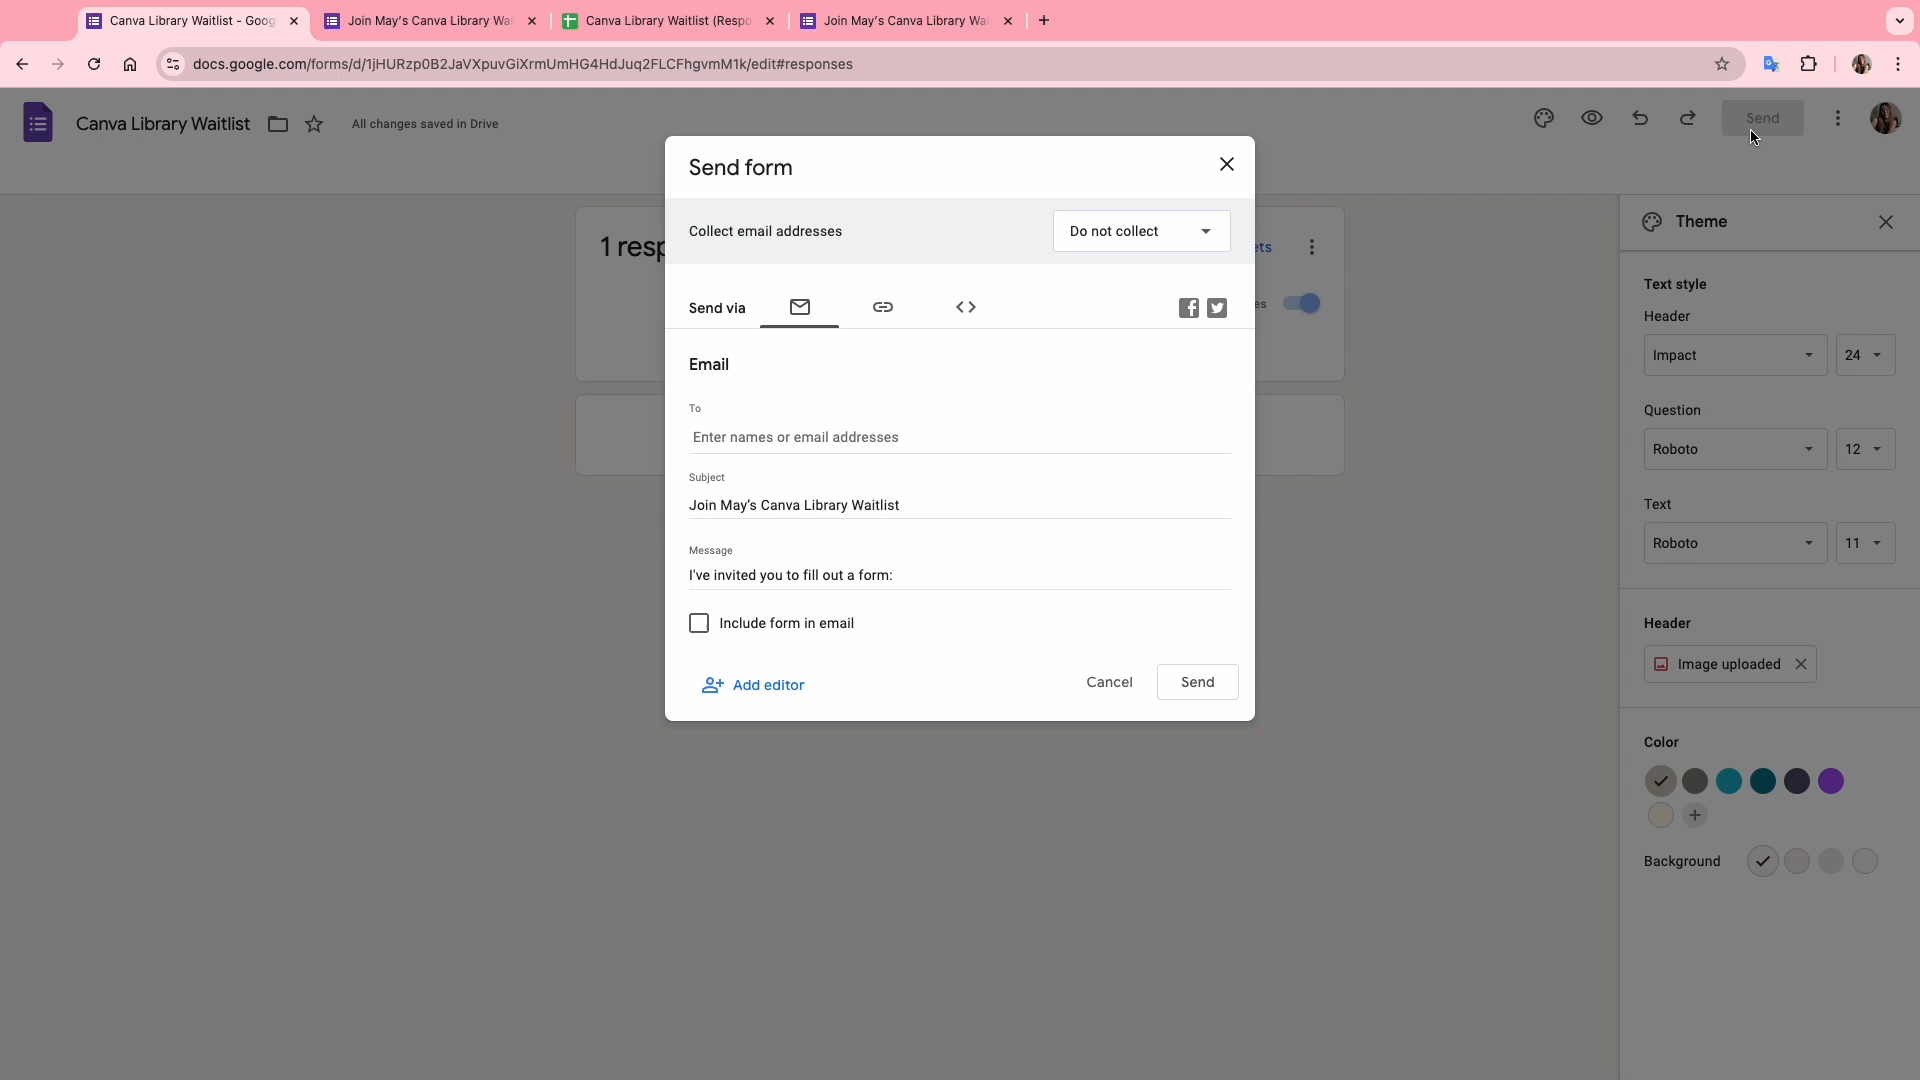 Canva Library Waitlist - Goog
Join May's Canva Library Wai
Canva Library Waitlist (Respo
Join May's Canva Library Wai
docs.google.com/forms/d/1jHURzp0B2JaVXpuvGiXrmUmHG4HdJuq2FLCFhgvmM1k/edit#responses
Canva Library Waitlist
All changes saved in Drive
Send
Send form
Collect email addresses
Do not collect
1 resp
ets
es
Send via
Email
To
Enter names or email addresses
Subject
Join May's Canva Library Waitlist
Message
I've invited you to fill out a form:
Include form in email
Add editor
Cancel
Send
Theme
Text style
Header
Impact
24
Question
Roboto
12
Text
Roboto
11
Header
Image uploaded
Color
Background